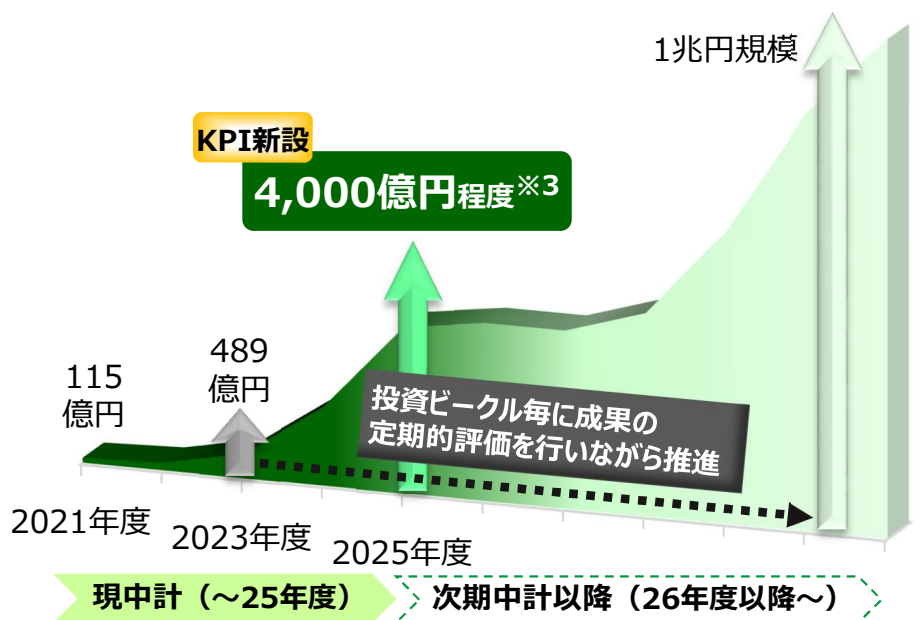 1兆円規模
KPI新設
4,000億円程度※3
115
億円
489
億円
投資ビークル毎に成果の
定期的評価を行いながら推進
2021年度
2023年度
2025年度
現中計（～25年度）
次期中計以降（26年度以降～）